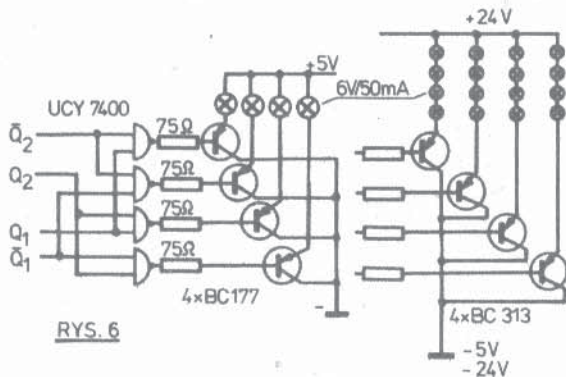 +24V
+5V
6V/50mA
UCY 7400
Q̄2
Q2
Q1
Q̄1
75Ω
75Ω
75Ω
75Ω
4×BC177
-
4×BC 313
RYS. 6
-5V
-24V